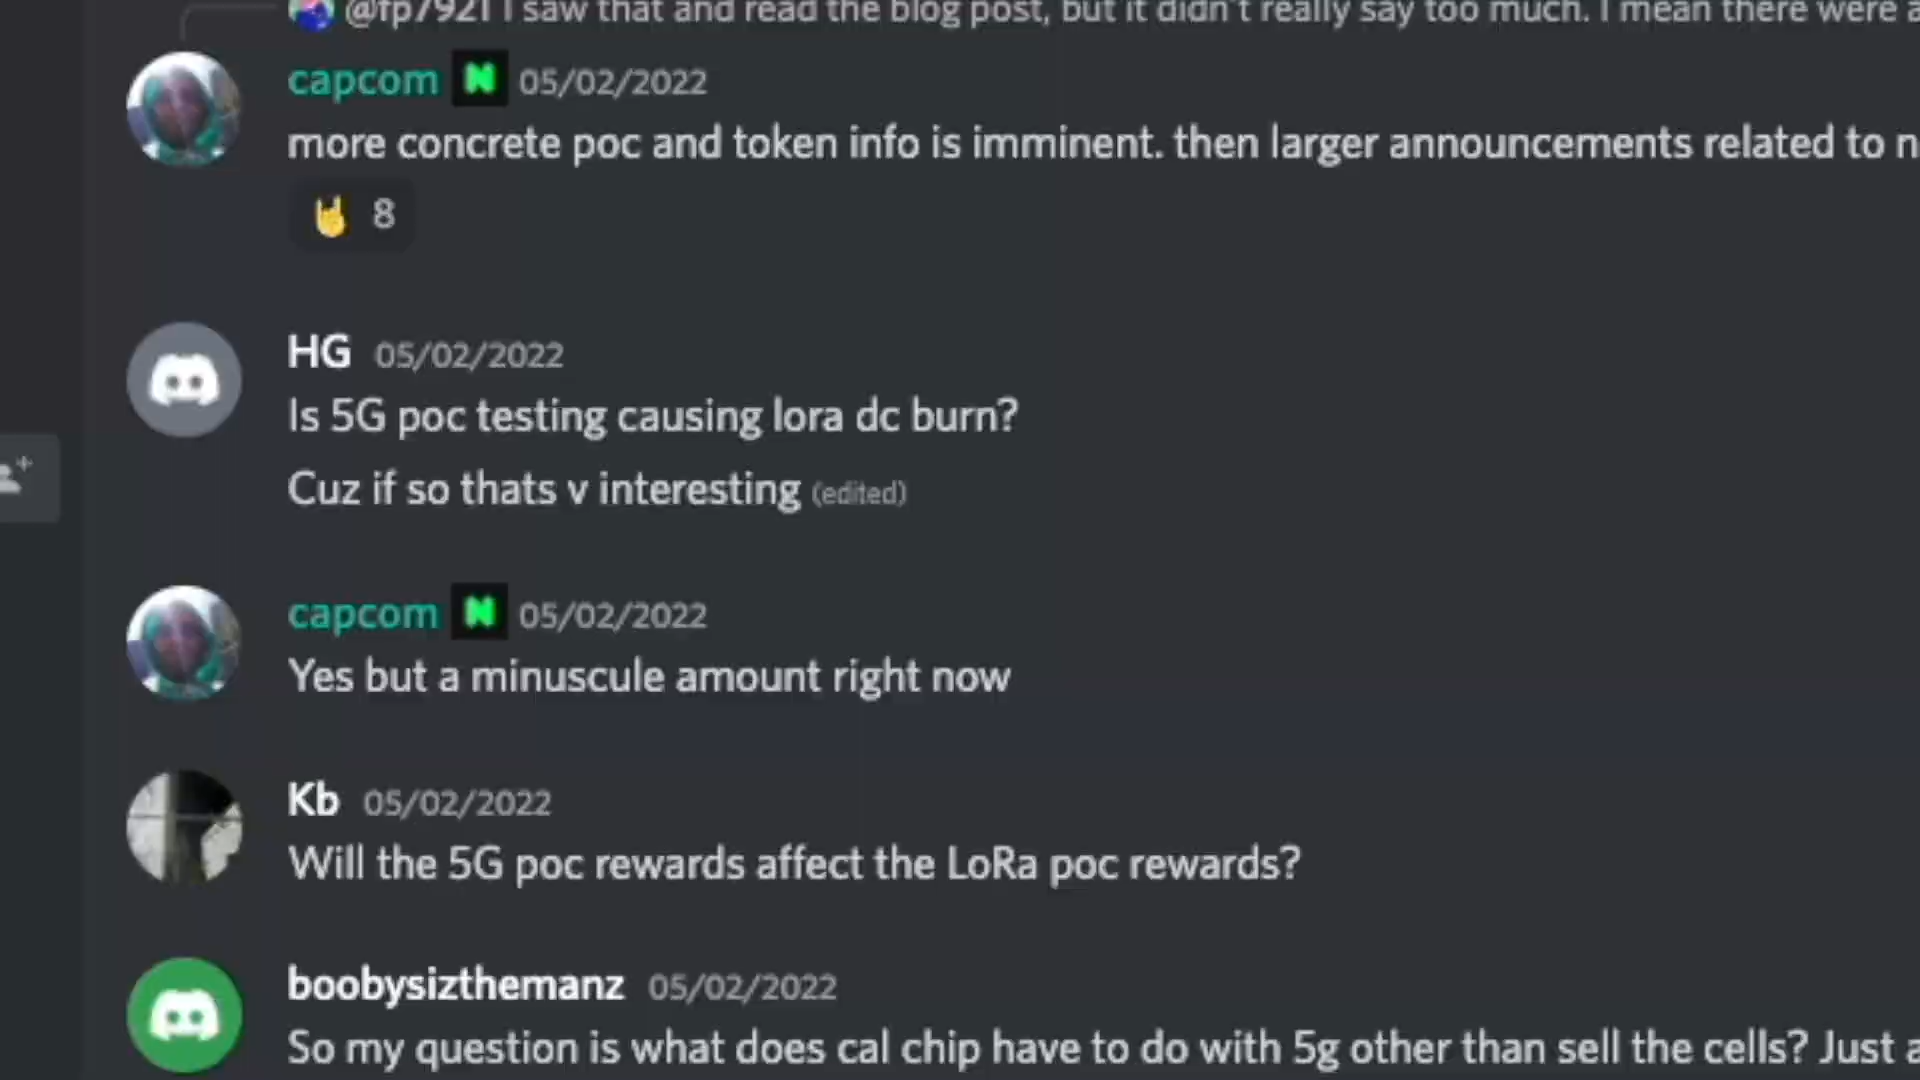 @fp7921 I saw that and read the blog post, but it didn't really say too much. I mean there were
capcom N 05/02/2022
more concrete poc and token info is imminent. then larger announcements related to n
8
HG 05/02/2022
Is 5G poc testing causing lora dc burn?
Cuz if so thats v interesting (edited)
capcom N 05/02/2022
Yes but a minuscule amount right now
Kb 05/02/2022
Will the 5G poc rewards affect the LoRa poc rewards?
boobysizthemanz 05/02/2022
So my question is what does cal chip have to do with 5g other than sell the cells? Just a